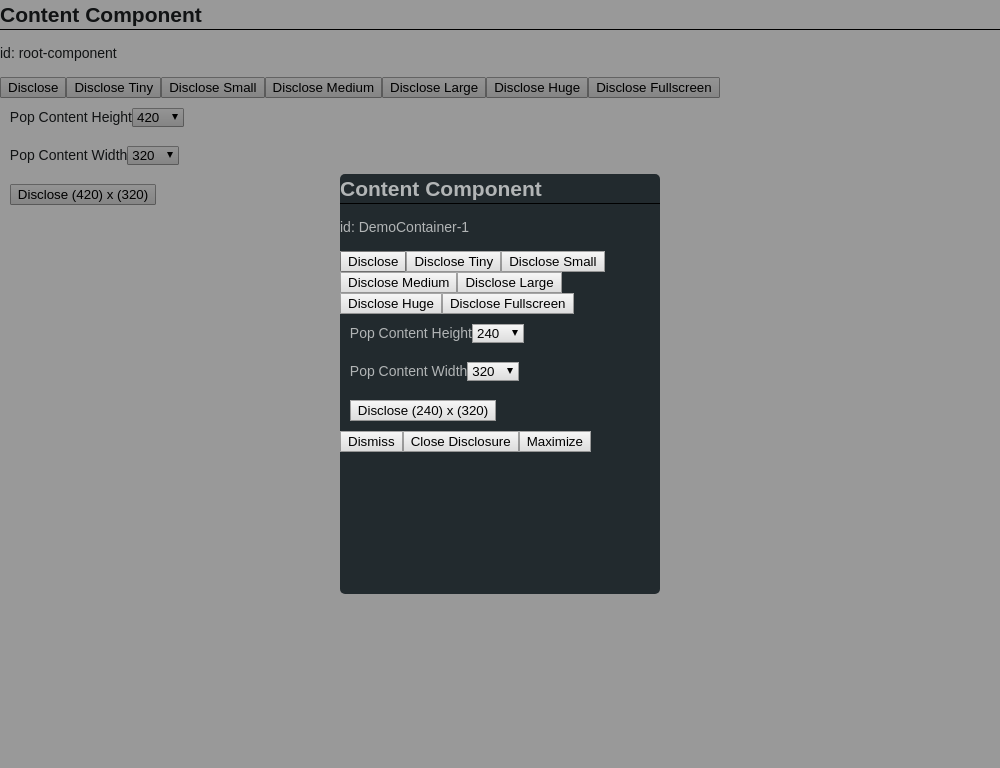 Content Component
id: root-component
Disclose Disclose Tiny Disclose Small Disclose Medium Disclose Large Disclose Huge Disclose Fullscreen
Pop Content Height 420
Pop Content Width 320
Disclose (420) x (320)
Content Component
id: DemoContainer-1
Disclose Disclose Tiny Disclose Small
Disclose Medium Disclose Large
Disclose Huge Disclose Fullscreen
Pop Content Height 240
Pop Content Width 320
Disclose (240) x (320)
Dismiss Close Disclosure Maximize